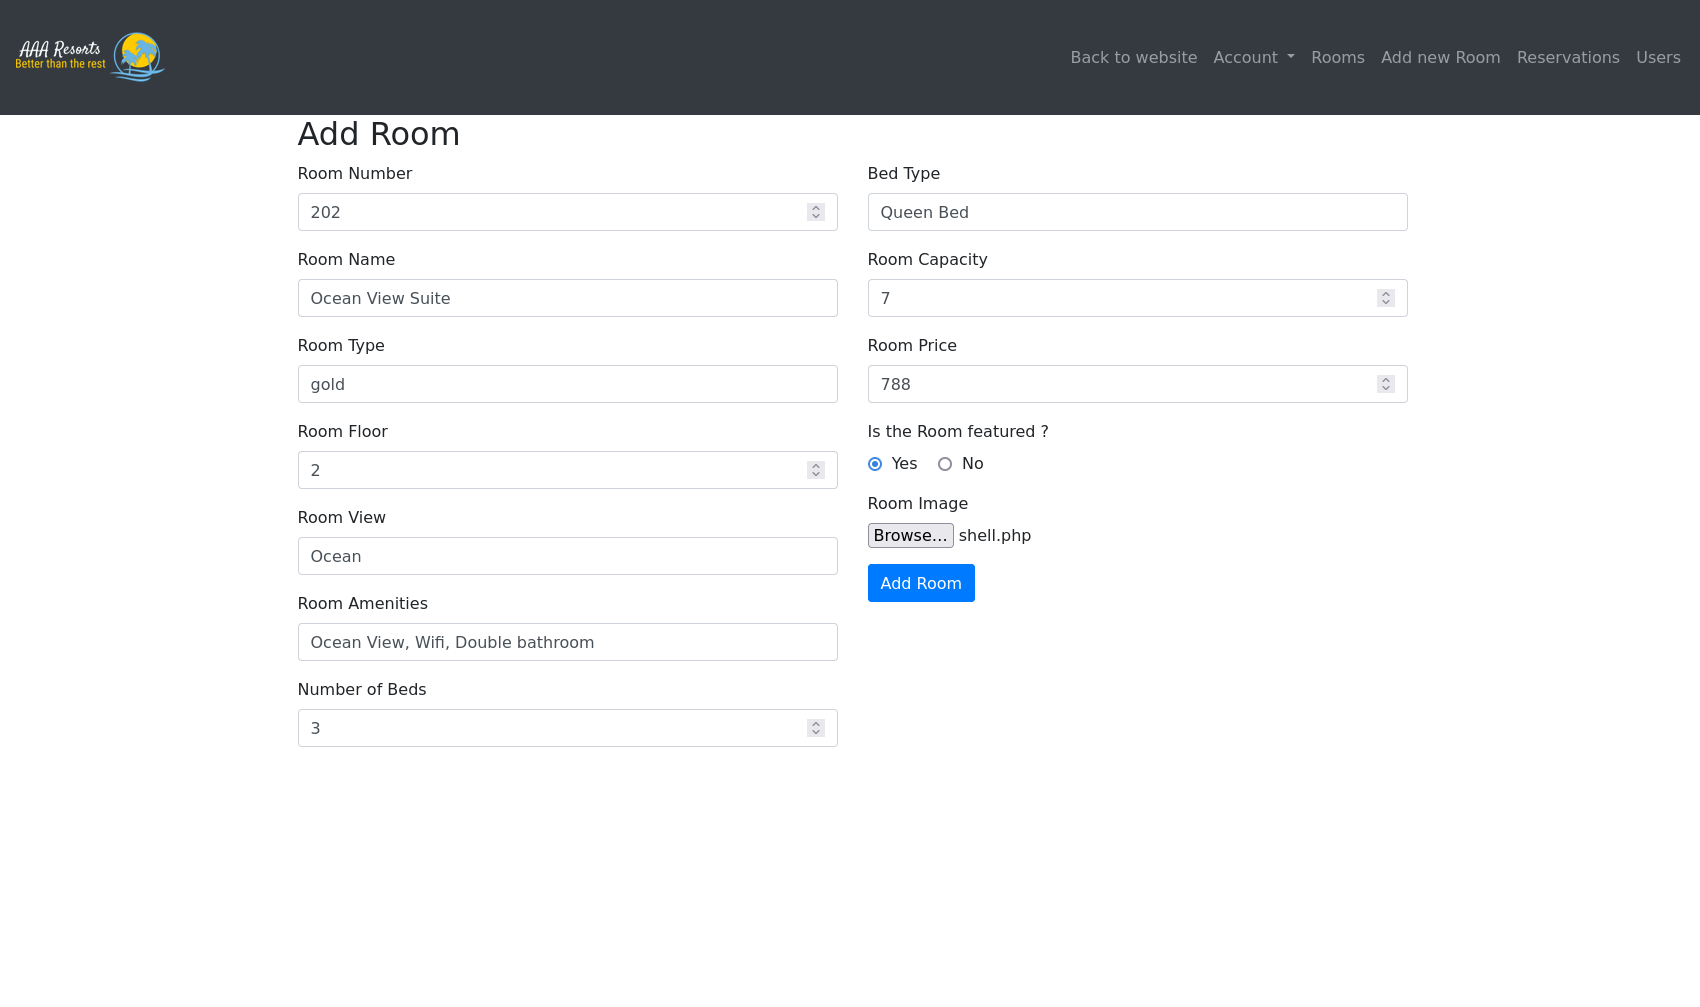 AAA Resorts
Better than the rest
Back to website Account Rooms Add new Room Reservations Users
Add Room
Room Number
202
Room Name
Ocean View Suite
Room Type
gold
Room Floor
2
Room View
Ocean
Room Amenities
Ocean View, Wifi, Double bathroom
Number of Beds
3
Bed Type
Queen Bed
Room Capacity
7
Room Price
788
Is the Room featured ?
Yes No
Room Image
Browse... shell.php
Add Room